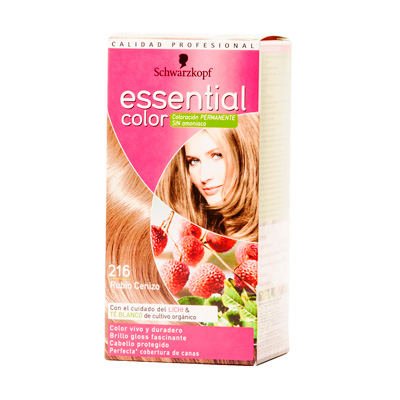 CALIDAD PROFESIONAL
Schwarzkopf
essential
color
Coloración PERMANENTE
SIN amoníaco
216
Rubio Cenizo
Con el cuidado del LICHI &
TÉ BLANCO de cultivo orgánico
Color vivo y duradero
Brillo gloss fascinante
Cabello protegido
Perfecta* cobertura de canas